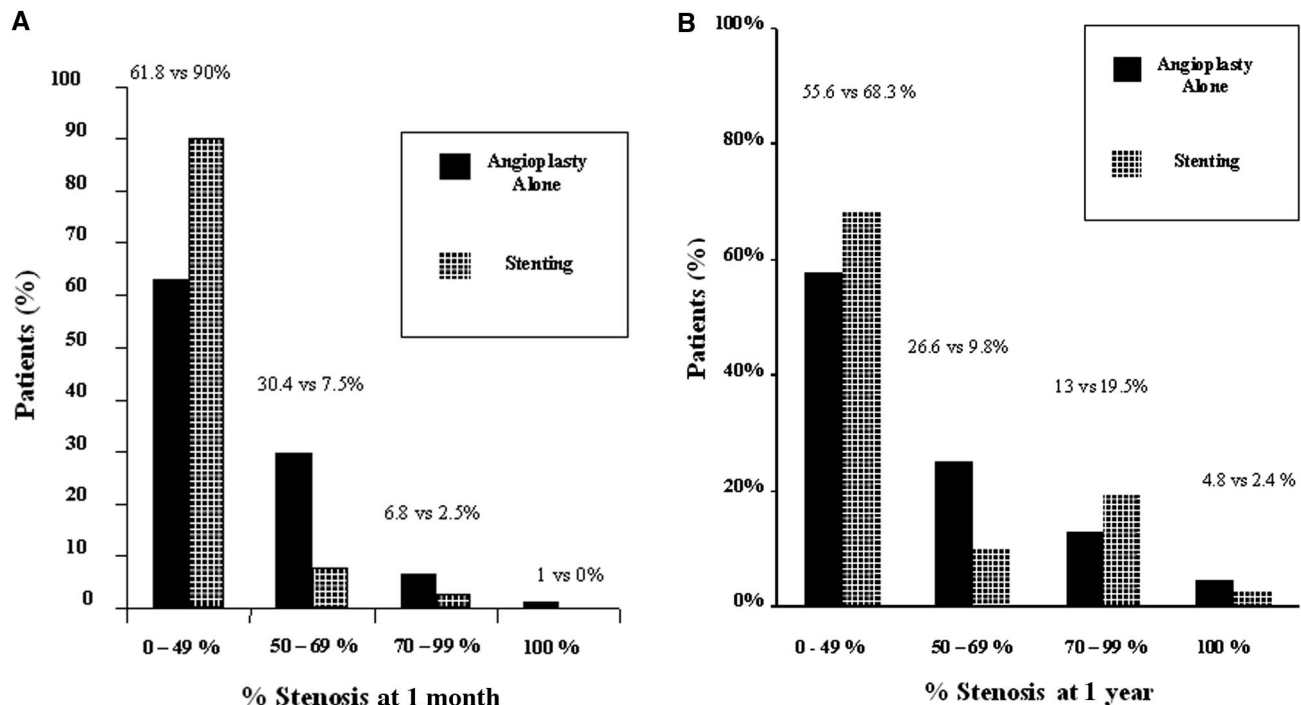 A
61.8 vs 90%
100
90
80
70
60
50
40
30
20
10
0
Patients (%)
Angioplasty
Alone
Stenting
30.4 vs 7.5%
6.8 vs 2.5%
1 vs 0%
0 – 49 %
50 – 69 %
70 – 99 %
100 %
% Stenosis at 1 month
B
100%
80%
60%
40%
20%
0%
Patients (%)
Angioplasty
Alone
Stenting
55.6 vs 68.3 %
26.6 vs 9.8%
13 vs 19.5%
4.8 vs 2.4 %
0 - 49 %
50 – 69 %
70 – 99 %
100 %
% Stenosis at 1 year